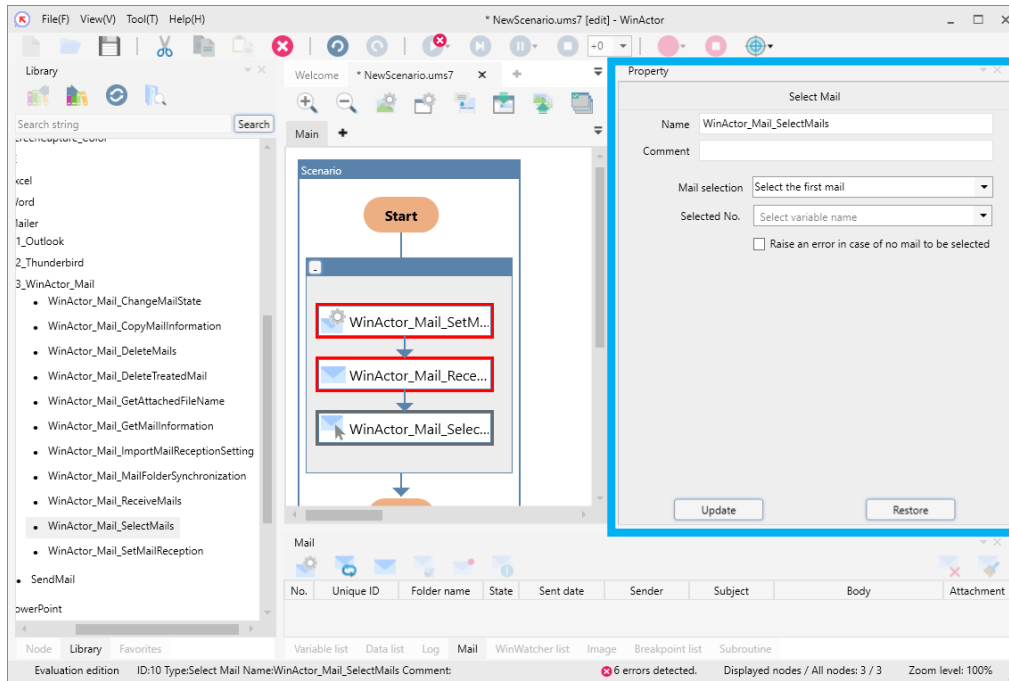 File(F) View(V) Tool(T) Help(H)
* NewScenario.ums7 [edit] - WinActor
÷0
Library
Search string
Search
ScreenCapture_Color
xcel
Vord
Mailer
1_Outlook
2_Thunderbird
3_WinActor_Mail
WinActor_Mail_ChangeMailState
WinActor_Mail_CopyMailInformation
WinActor_Mail_DeleteMails
WinActor_Mail_DeleteTreatedMail
WinActor_Mail_GetAttachedFileName
WinActor_Mail_GetMailInformation
WinActor_Mail_ImportMailReceptionSetting
WinActor_Mail_MailFolderSynchronization
WinActor_Mail_ReceiveMails
WinActor_Mail_SelectMails
WinActor_Mail_SetMailReception
SendMail
owerPoint
Node Library Favorites
Welcome * NewScenario.ums7
Main
Scenario
Start
WinActor_Mail_SetM...
WinActor_Mail_Rece...
WinActor_Mail_Selec...
Property
Select Mail
Name WinActor_Mail_SelectMails
Comment
Mail selection Select the first mail
Selected No. Select variable name
Raise an error in case of no mail to be selected
Update Restore
Mail
No. Unique ID Folder name State Sent date Sender Subject Body Attachment
Variable list Data list Log Mail WinWatcher list Image Breakpoint list Subroutine
Evaluation edition ID:10 Type:Select Mail Name:WinActor_Mail_SelectMails Comment: 6 errors detected. Displayed nodes / All nodes: 3 / 3 Zoom level: 100%